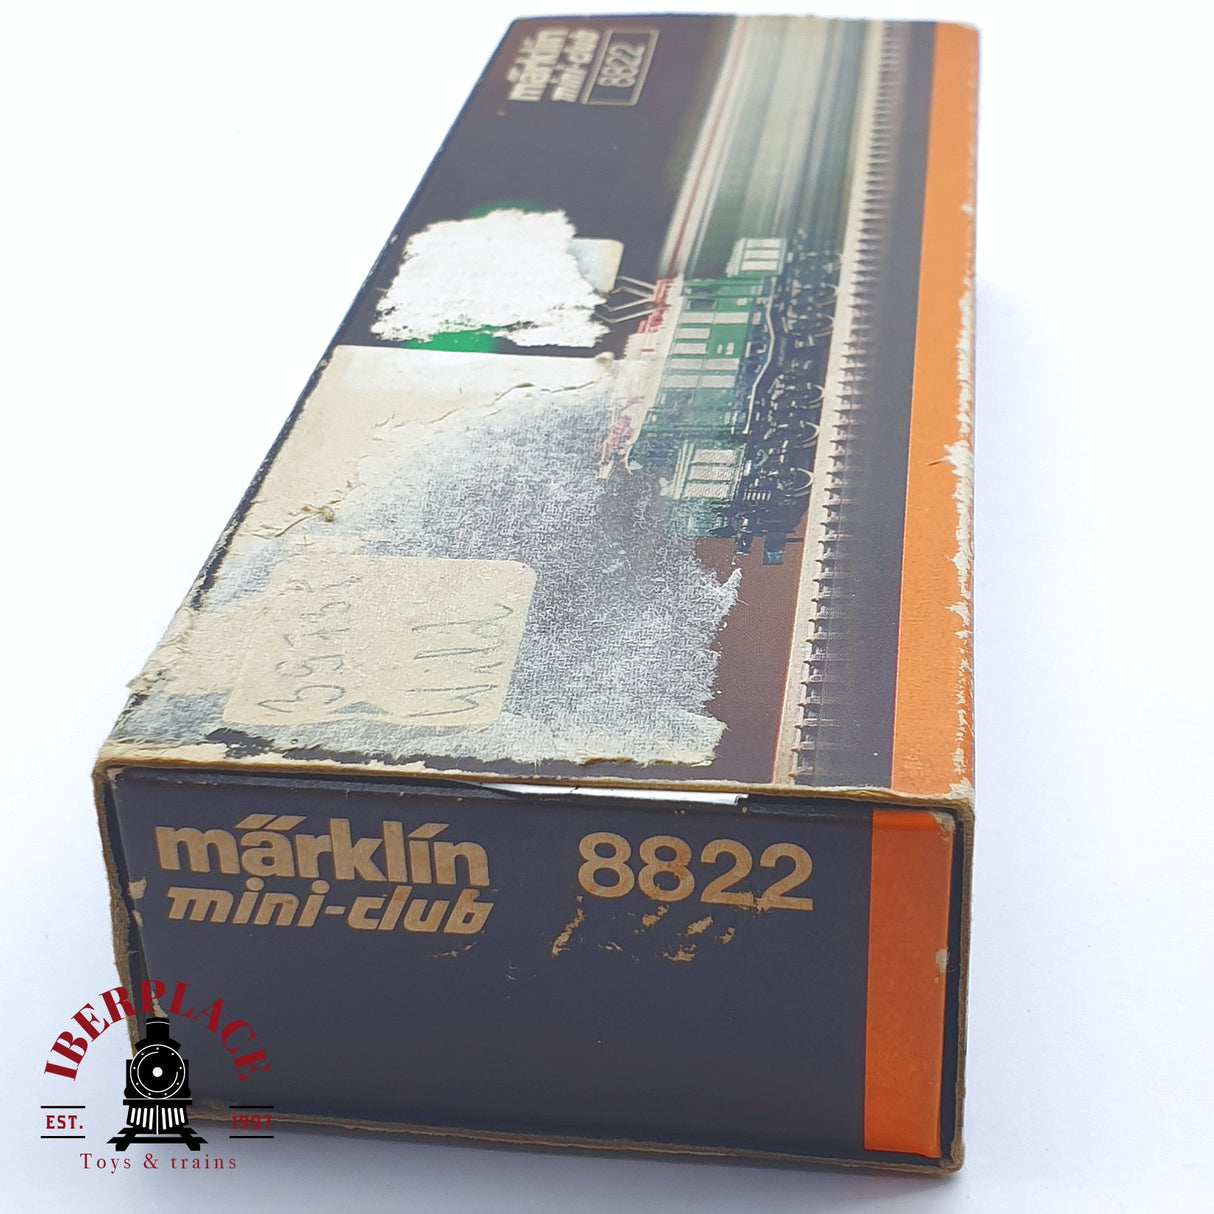 märklin
mini-club
8822
märklin
mini-club
8822
IBERPLACE
EST. 1997
Toys & trains